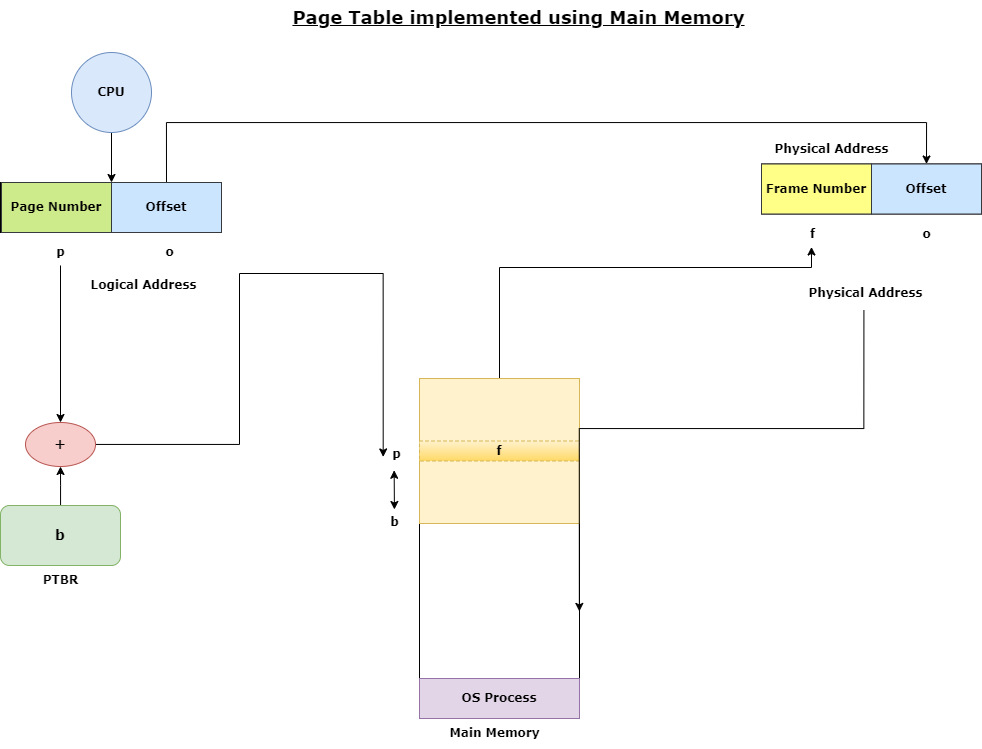 Page Table implemented using Main Memory
CPU
Physical Address
Page Number
Offset
Frame Number
Offset
p
o
f
o
Logical Address
Physical Address
+
f
p
b
b
PTBR
OS Process
Main Memory